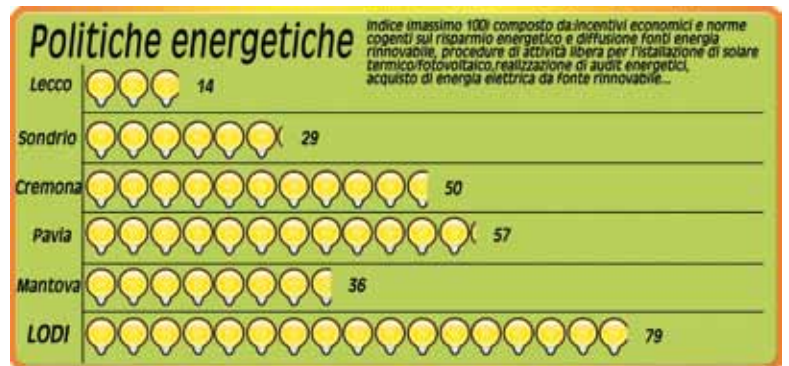 Politiche energetiche
Indice (massimo 100) composto da:incentivi economici e norme
cogenti sul risparmio energetico e diffusione fonti energia
rinnovabile, procedure di attività libera per l'istallazione di solare
termico/fotovoltaico,realizzazione di audit energetici,
acquisto di energia elettrica da fonte rinnovabile...
Lecco 14
Sondrio 29
Cremona 50
Pavia 57
Mantova 36
LODI 79